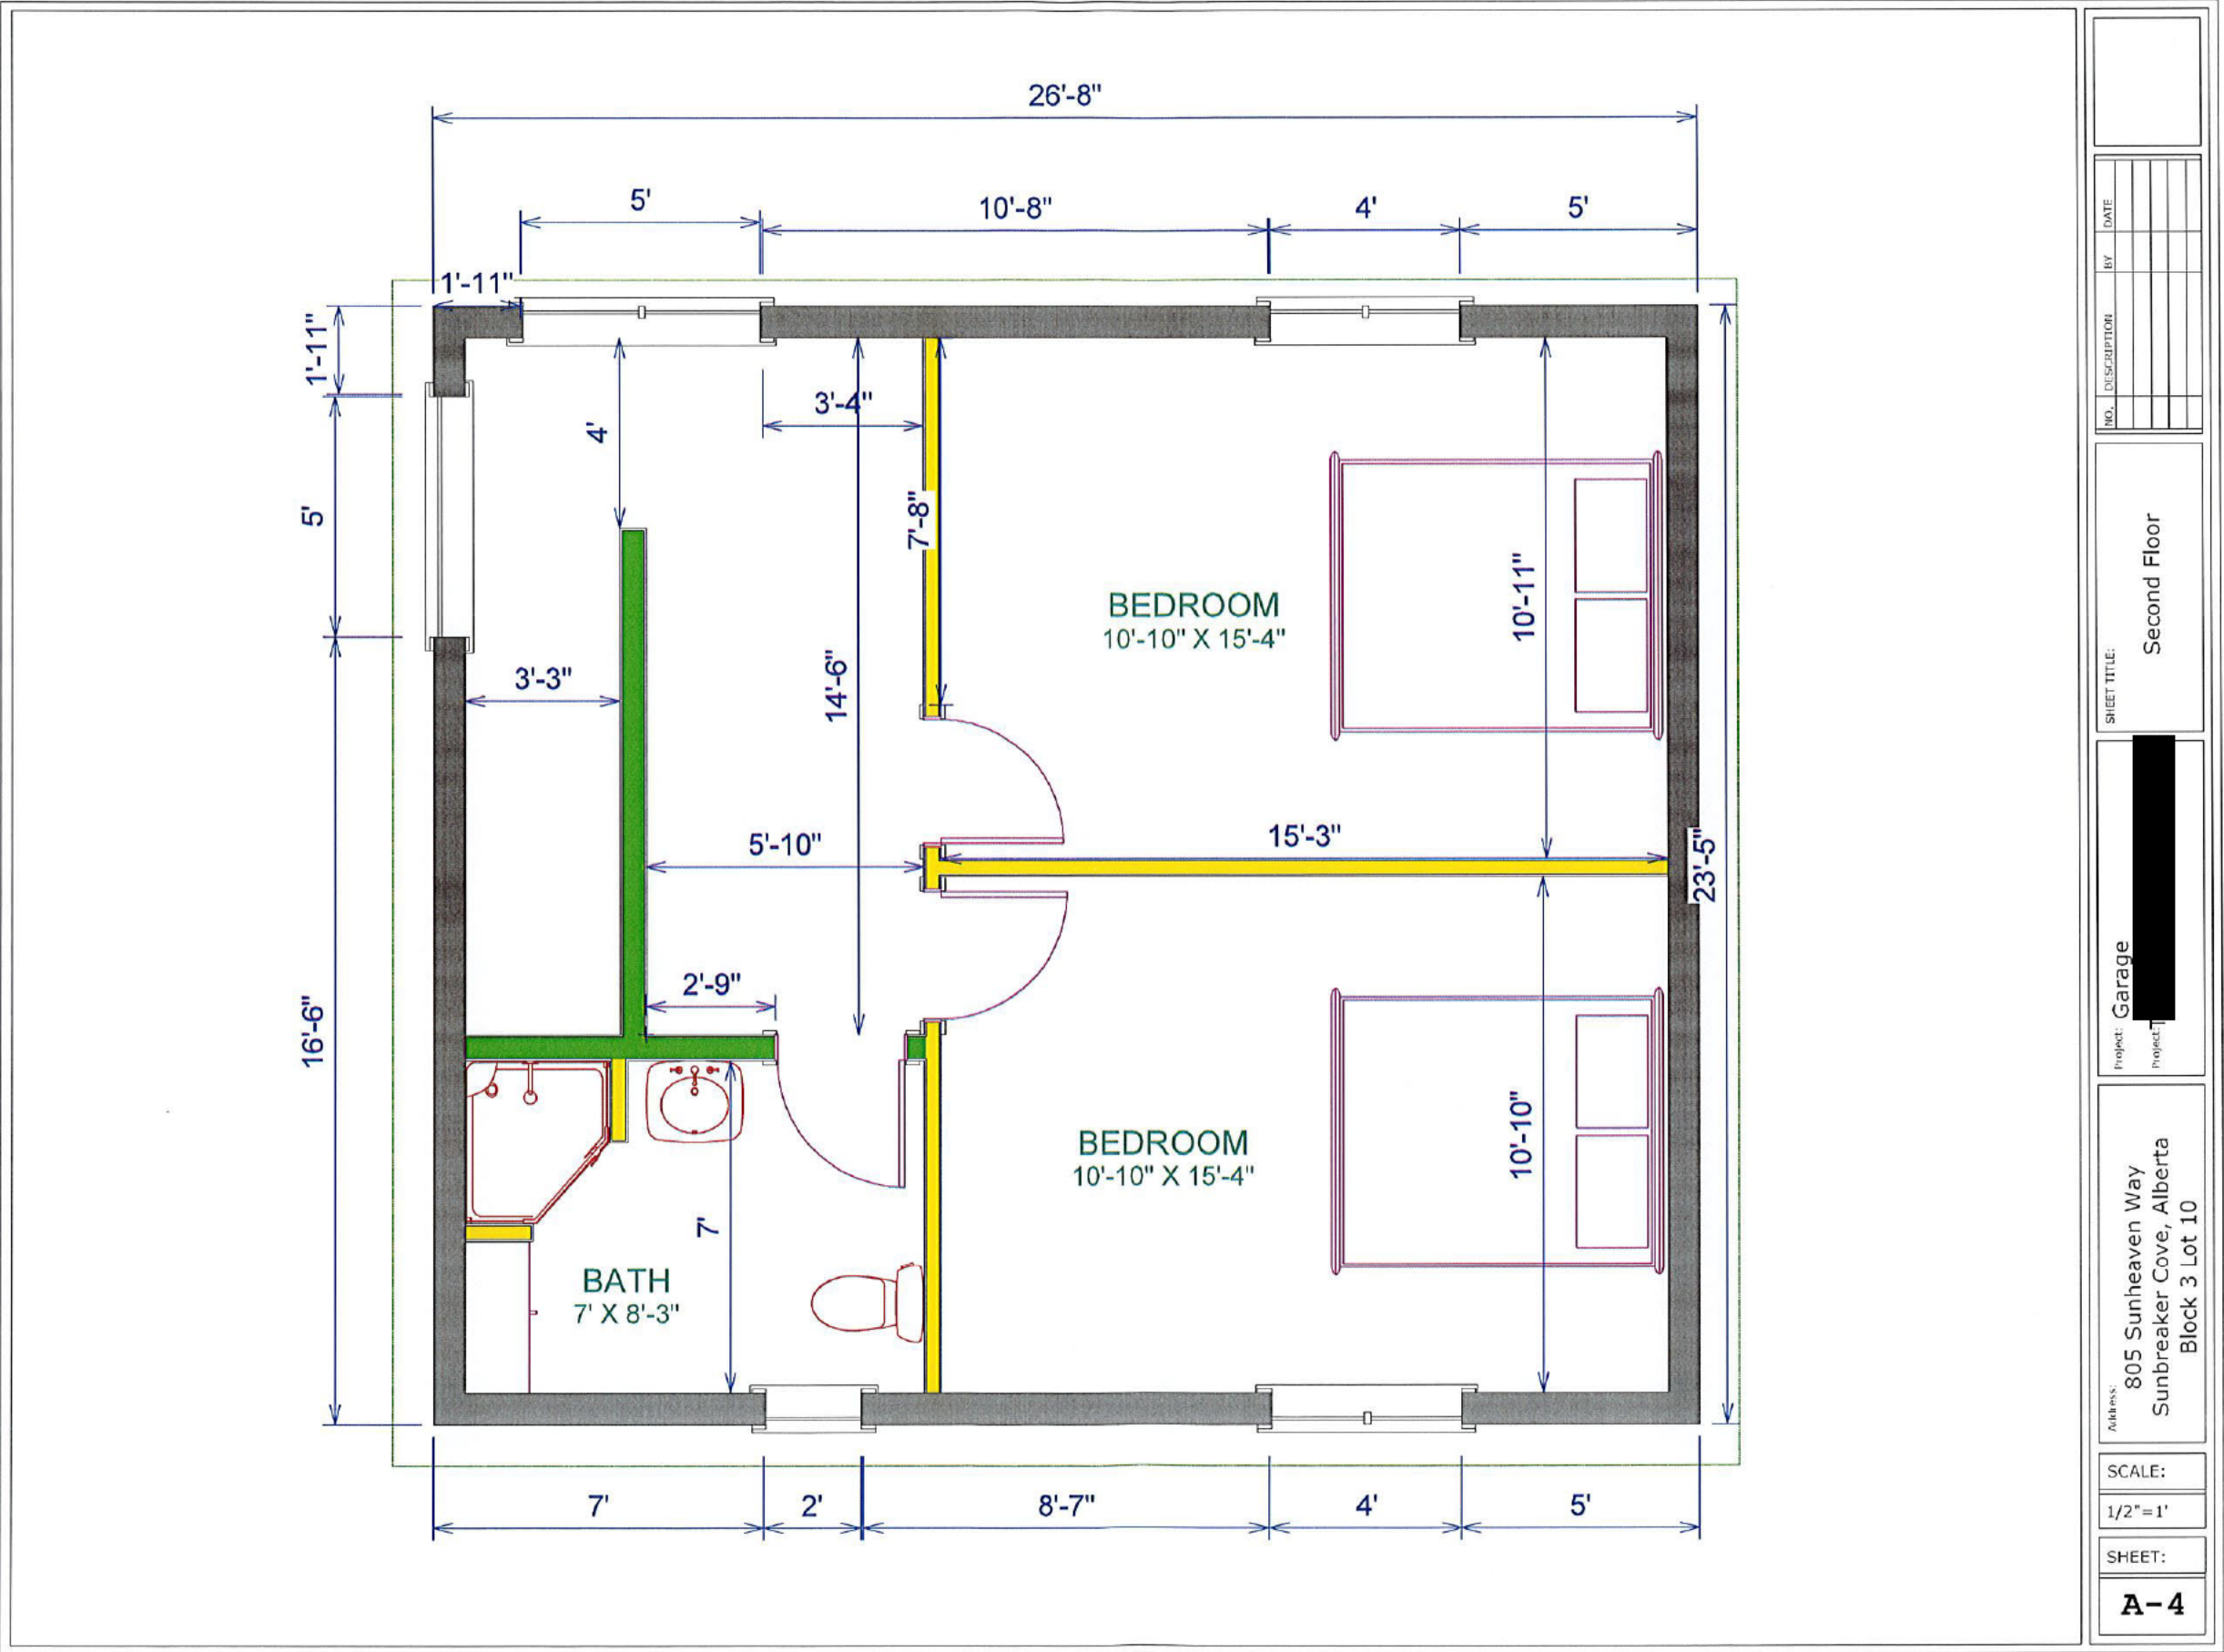 26'-8"
5'
10'-8"
4'
5'
1'-11"
1'-11"
4'
3'-4"
5'
7'-8"
BEDROOM
10'-10" X 15'-4"
10'-11"
3'-3"
14'-6"
5'-10"
15'-3"
23'-5"
2'-9"
16'-6"
7'
BEDROOM
10'-10" X 15'-4"
10'-10"
BATH
7' X 8'-3"
7'
2'
8'-7"
4'
5'
NO. DESCRIPTION BY DATE
SHEET TITLE:
Second Floor
Project: Garage
Project:
Address:
805 Sunheaven Way
Sunbreaker Cove, Alberta
Block 3 Lot 10
SCALE:
1/2"=1'
SHEET:
A-4